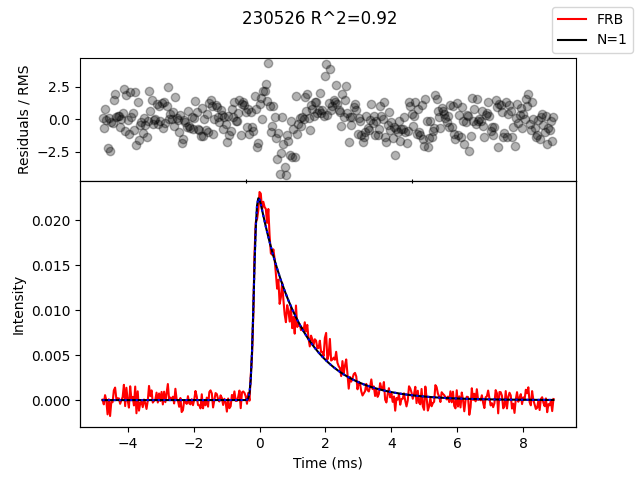 230526 R^2=0.92
FRB
N=1
Residuals / RMS
2.5
0.0
−2.5
Intensity
0.020
0.015
0.010
0.005
0.000
−4 −2 0 2 4 6 8
Time (ms)